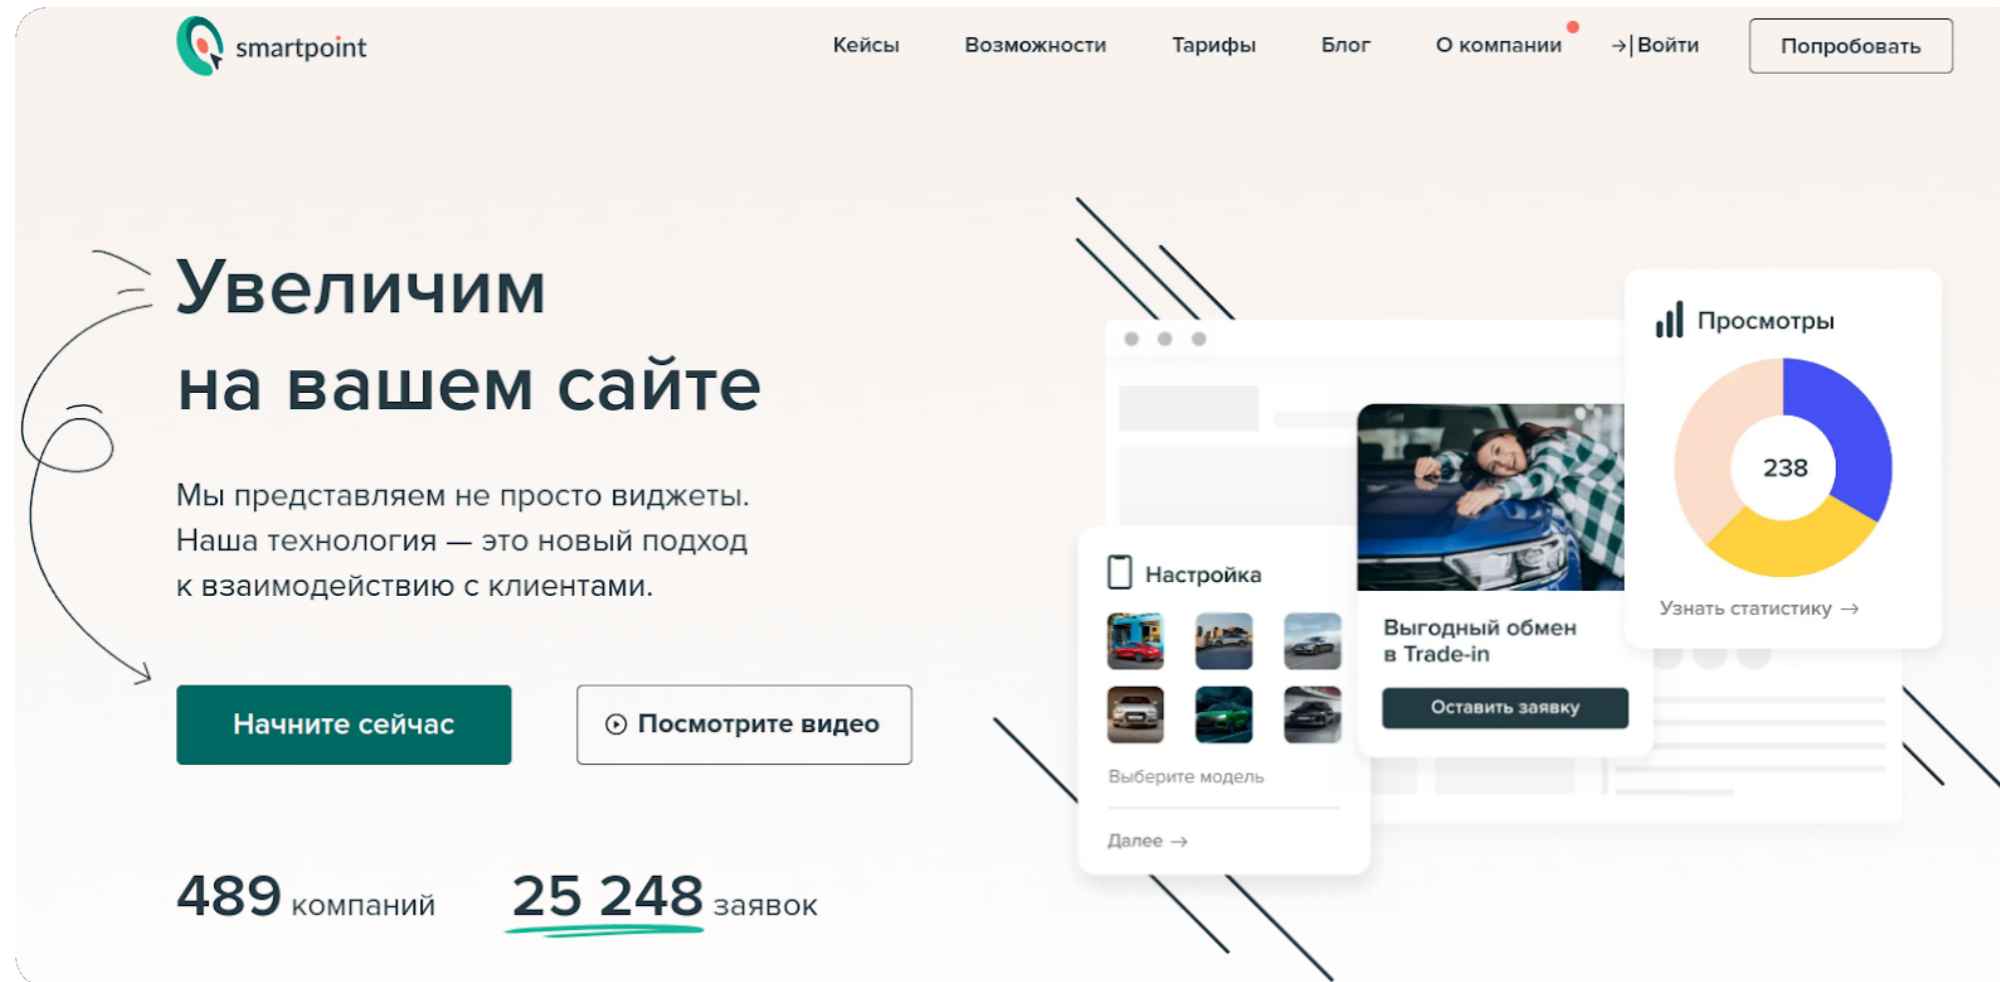 smartpoint
Кейсы
Возможности
Тарифы
Блог
О компании
Войти
Попробовать
Увеличим
на вашем сайте
Мы представляем не просто виджеты.
Наша технология — это новый подход
к взаимодействию с клиентами.
Начните сейчас
Посмотрите видео
489 компаний
25 248 заявок
Просмотры
238
Узнать статистику →
Выгодный обмен
в Trade-in
Оставить заявку
Настройка
Выберите модель
Далее →